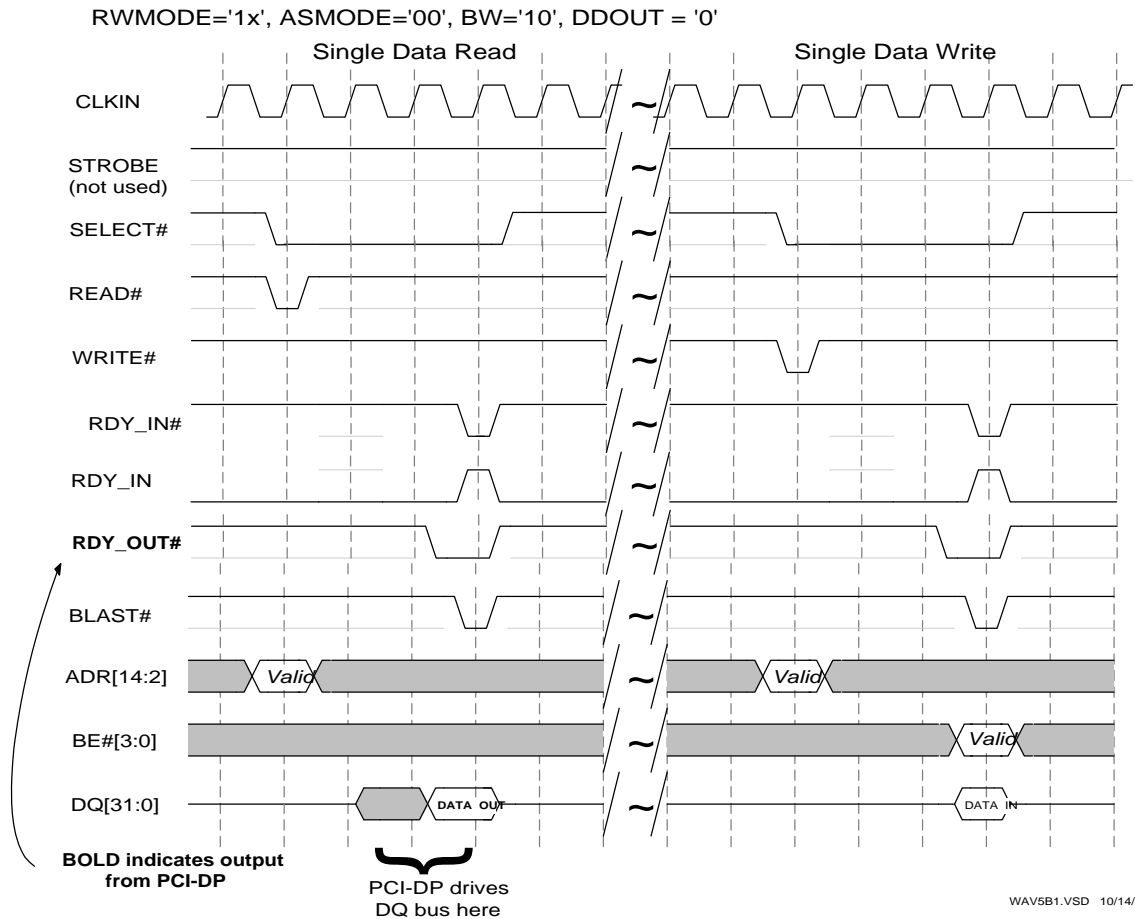 RWMODE='1x', ASMODE='00', BW='10', DDOUT = '0'
Single Data Read
Single Data Write
CLKIN
~
STROBE
(not used)
~
SELECT#
~
READ#
~
WRITE#
~
RDY_IN#
~
RDY_IN
~
RDY_OUT#
~
BLAST#
~
ADR[14:2]
Valid
~
Valid
BE#[3:0]
~
Valid
DQ[31:0]
DATA OUT
~
DATA IN
BOLD indicates output
from PCI-DP
PCI-DP drives
DQ bus here
WAV5B1.VSD 10/14/